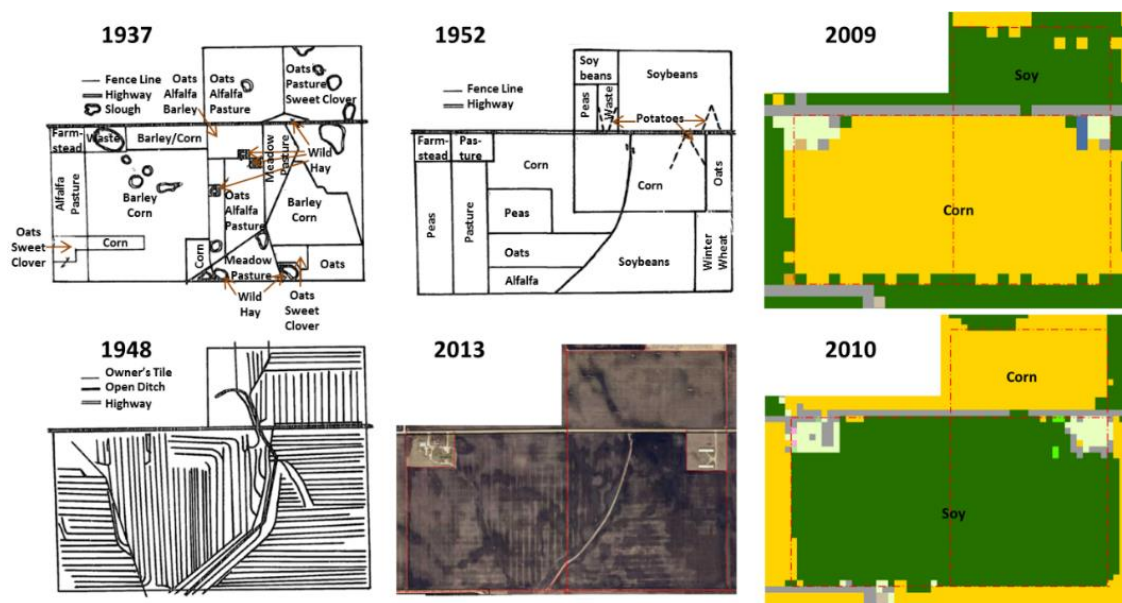 1937
Fence Line
Highway
Slough
Oats
Alfalfa
Barley
Oats
Alfalfa
Pasture
Oats
Pasture
Sweet Clover
Farm-
stead
Waste
Barley/Corn
Meadow
Pasture
Wild
Hay
Alfalfa
Pasture
Barley
Corn
Oats
Alfalfa
Pasture
Barley
Corn
Oats
Sweet
Clover
Corn
Corn
Meadow
Pasture
Oats
Wild
Hay
Oats
Sweet
Clover
1952
Fence Line
Highway
Soy
beans
Soybeans
Peas
Waste
Potatoes
Farm-
stead
Pas-
ture
Corn
Corn
Oats
Peas
Pasture
Peas
Oats
Alfalfa
Soybeans
Winter
Wheat
2009
Soy
Corn
1948
Owner's Tile
Open Ditch
Highway
2013
2010
Corn
Soy